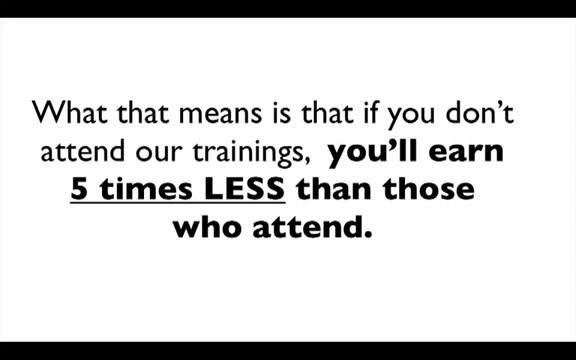 What that means is that if you don’t
attend our trainings, you’ll earn
5 times LESS than those
who attend.